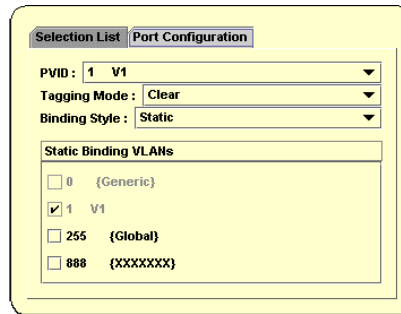 Selection List Port Configuration
PVID : 1 V1
Tagging Mode : Clear
Binding Style : Static
Static Binding VLANs
0 {Generic}
1 V1
255 {Global}
888 {XXXXXXX}